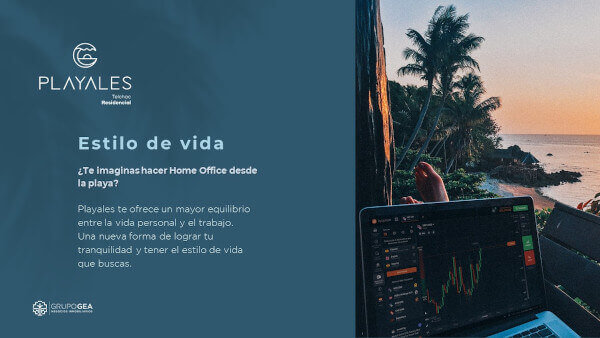 PLAYALES
Telchac
Residencial
Estilo de vida
¿Te imaginas hacer Home Office desde
la playa?
Playales te ofrece un mayor equilibrio
entre la vida personal y el trabajo.
Una nueva forma de lograr tu
tranquilidad y tener el estilo de vida
que buscas.
GRUPOGEA
NEGOCIOS INMOBILIARIOS